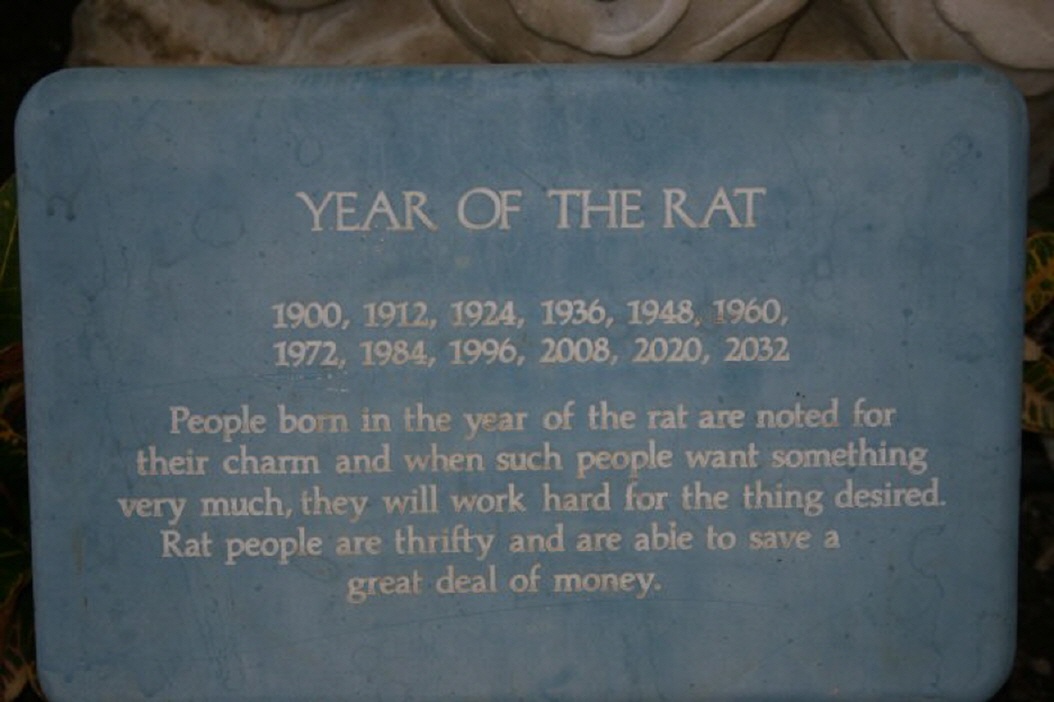 YEAR OF THE RAT
1900, 1912, 1924, 1936, 1948, 1960,
1972, 1984, 1996, 2008, 2020, 2032
People born in the year of the rat are noted for
their charm and when such people want something
very much, they will work hard for the thing desired.
Rat people are thrifty and are able to save a
great deal of money.